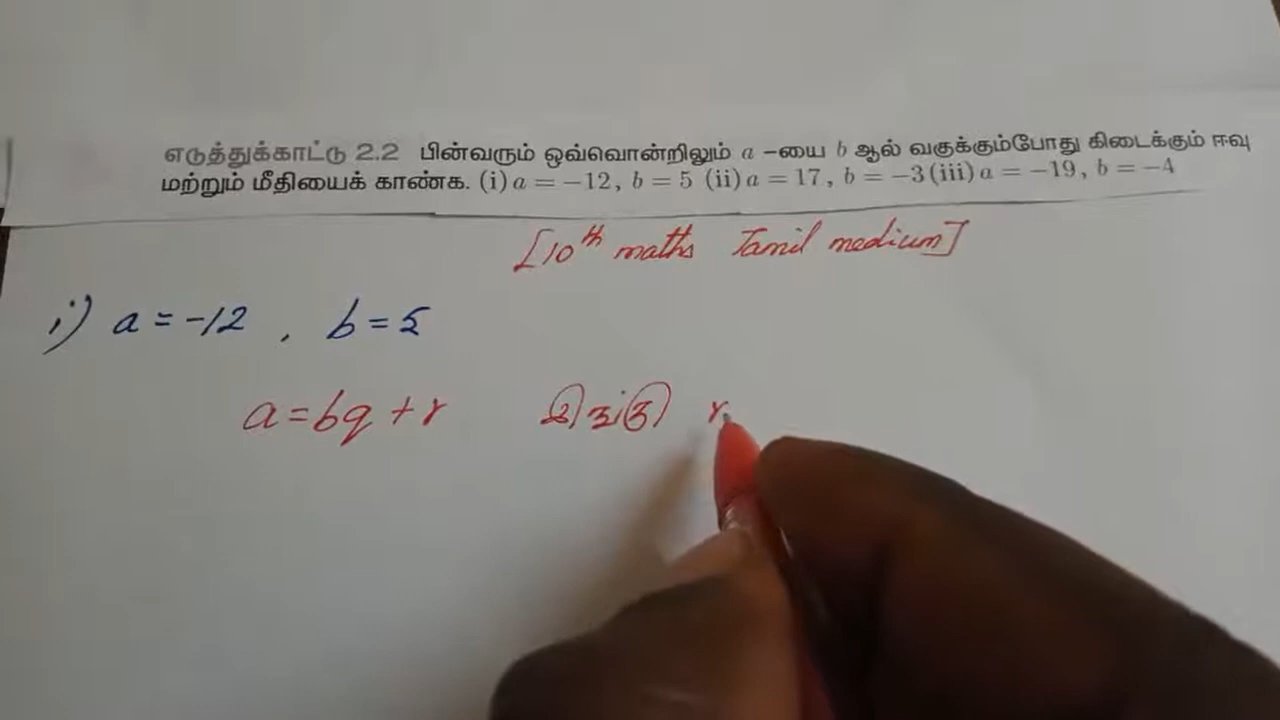 எடுத்துக்காட்டு 2.2 பின்வரும் ஒவ்வொன்றிலும் a -யை b ஆல் வகுக்கும்போது கிடைக்கும் ஈவு
மற்றும் மீதியைக் காண்க. (i) a = −12, b = 5 (ii) a = 17, b = −3 (iii) a = −19, b = −4
[10th maths Tamil medium]
i) a = -12 , b = 5
a = bq + r இங்கு r